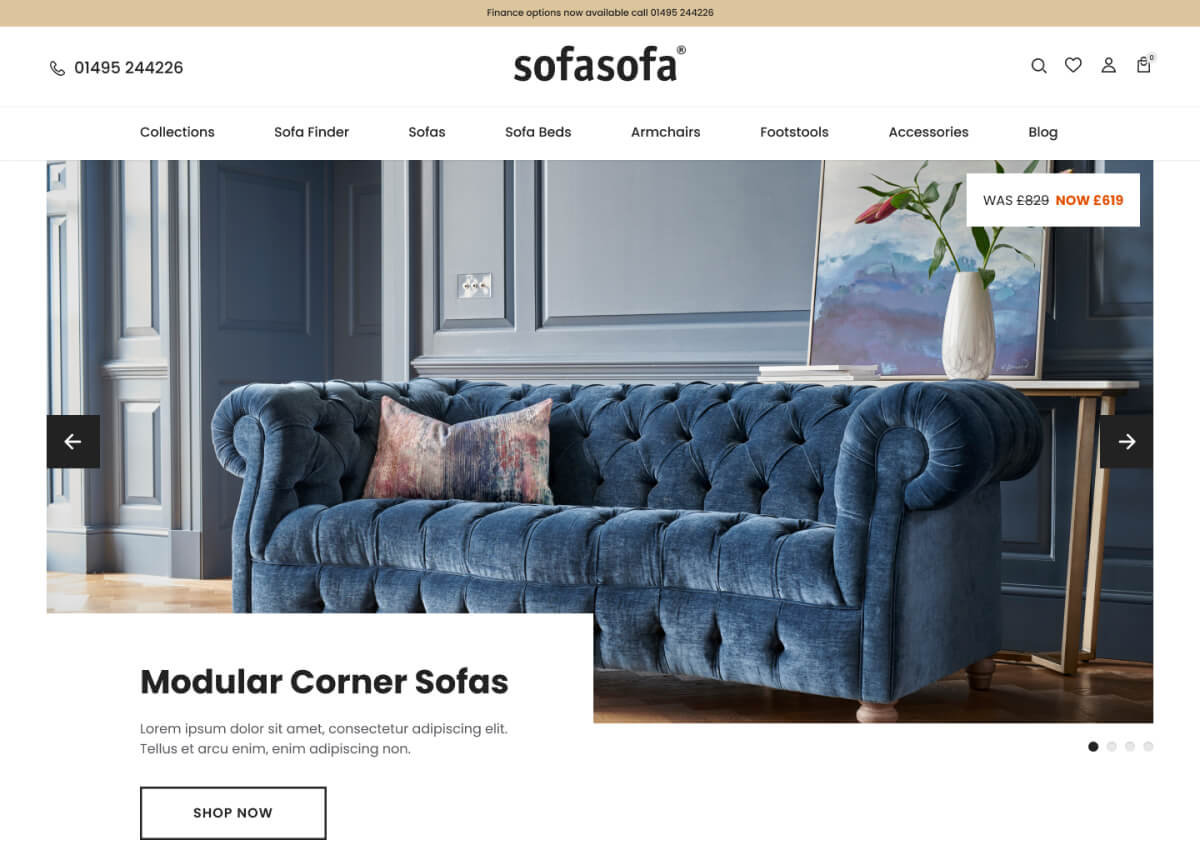 Finance options now available call 01495 244226
01495 244226
sofasofa®
0
Collections Sofa Finder Sofas Sofa Beds Armchairs Footstools Accessories Blog
WAS £829 NOW £619
Modular Corner Sofas
Lorem ipsum dolor sit amet, consectetur adipiscing elit.
Tellus et arcu enim, enim adipiscing non.
SHOP NOW